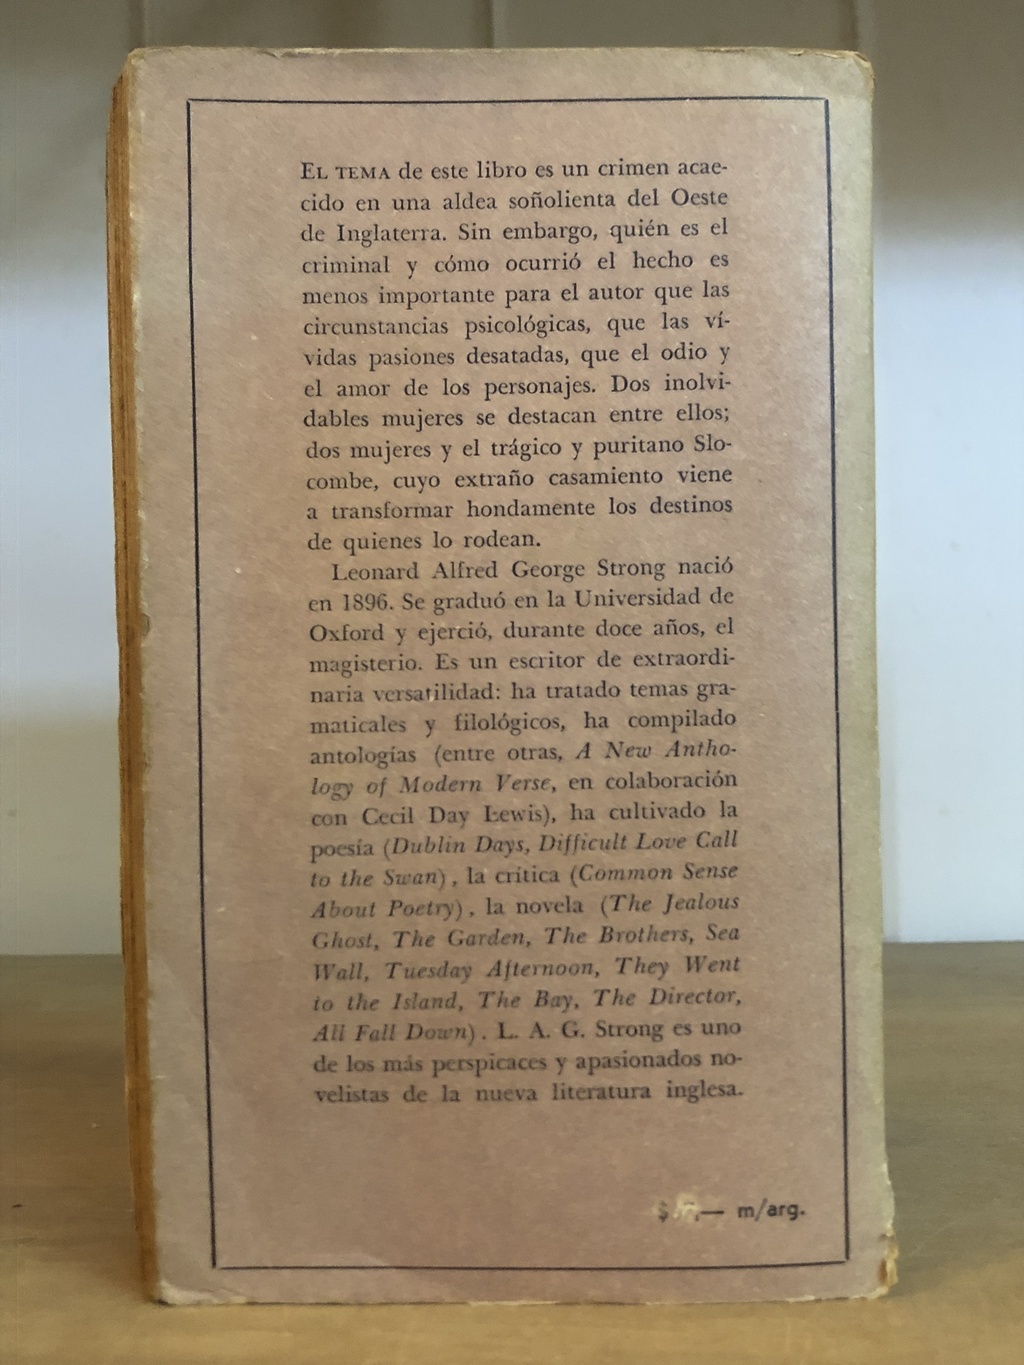 EL TEMA de este libro es un crimen acae-
cido en una aldea soñolienta del Oeste
de Inglaterra. Sin embargo, quién es el
criminal y cómo ocurrió el hecho es
menos importante para el autor que las
circunstancias psicológicas, que las ví-
vidas pasiones desatadas, que el odio y
el amor de los personajes. Dos inolvi-
dables mujeres se destacan entre ellos;
dos mujeres y el trágico y puritano Slo-
combe, cuyo extraño casamiento viene
a transformar hondamente los destinos
de quienes lo rodean.
Leonard Alfred George Strong nació
en 1896. Se graduó en la Universidad de
Oxford y ejerció, durante doce años, el
magisterio. Es un escritor de extraordi-
naria versatilidad: ha tratado temas gra-
maticales y filológicos, ha compilado
antologías (entre otras, A New Antho-
logy of Modern Verse, en colaboración
con Cecil Day Lewis), ha cultivado la
poesía (Dublin Days, Difficult Love Call
to the Swan), la crítica (Common Sense
About Poetry), la novela (The Jealous
Ghost, The Garden, The Brothers, Sea
Wall, Tuesday Afternoon, They Went
to the Island, The Bay, The Director,
All Fall Down). L. A. G. Strong es uno
de los más perspicaces y apasionados no-
velistas de la nueva literatura inglesa.
$ ,— m/arg.